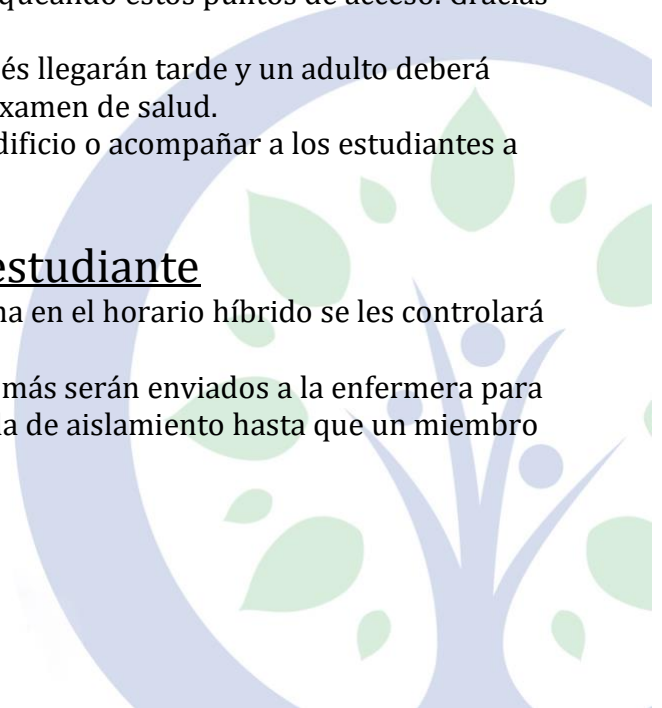 queando estos puntos de acceso. Gracias
és llegarán tarde y un adulto deberá
xamen de salud.
dificio o acompañar a los estudiantes a
estudiante
na en el horario híbrido se les controlará
más serán enviados a la enfermera para
la de aislamiento hasta que un miembro